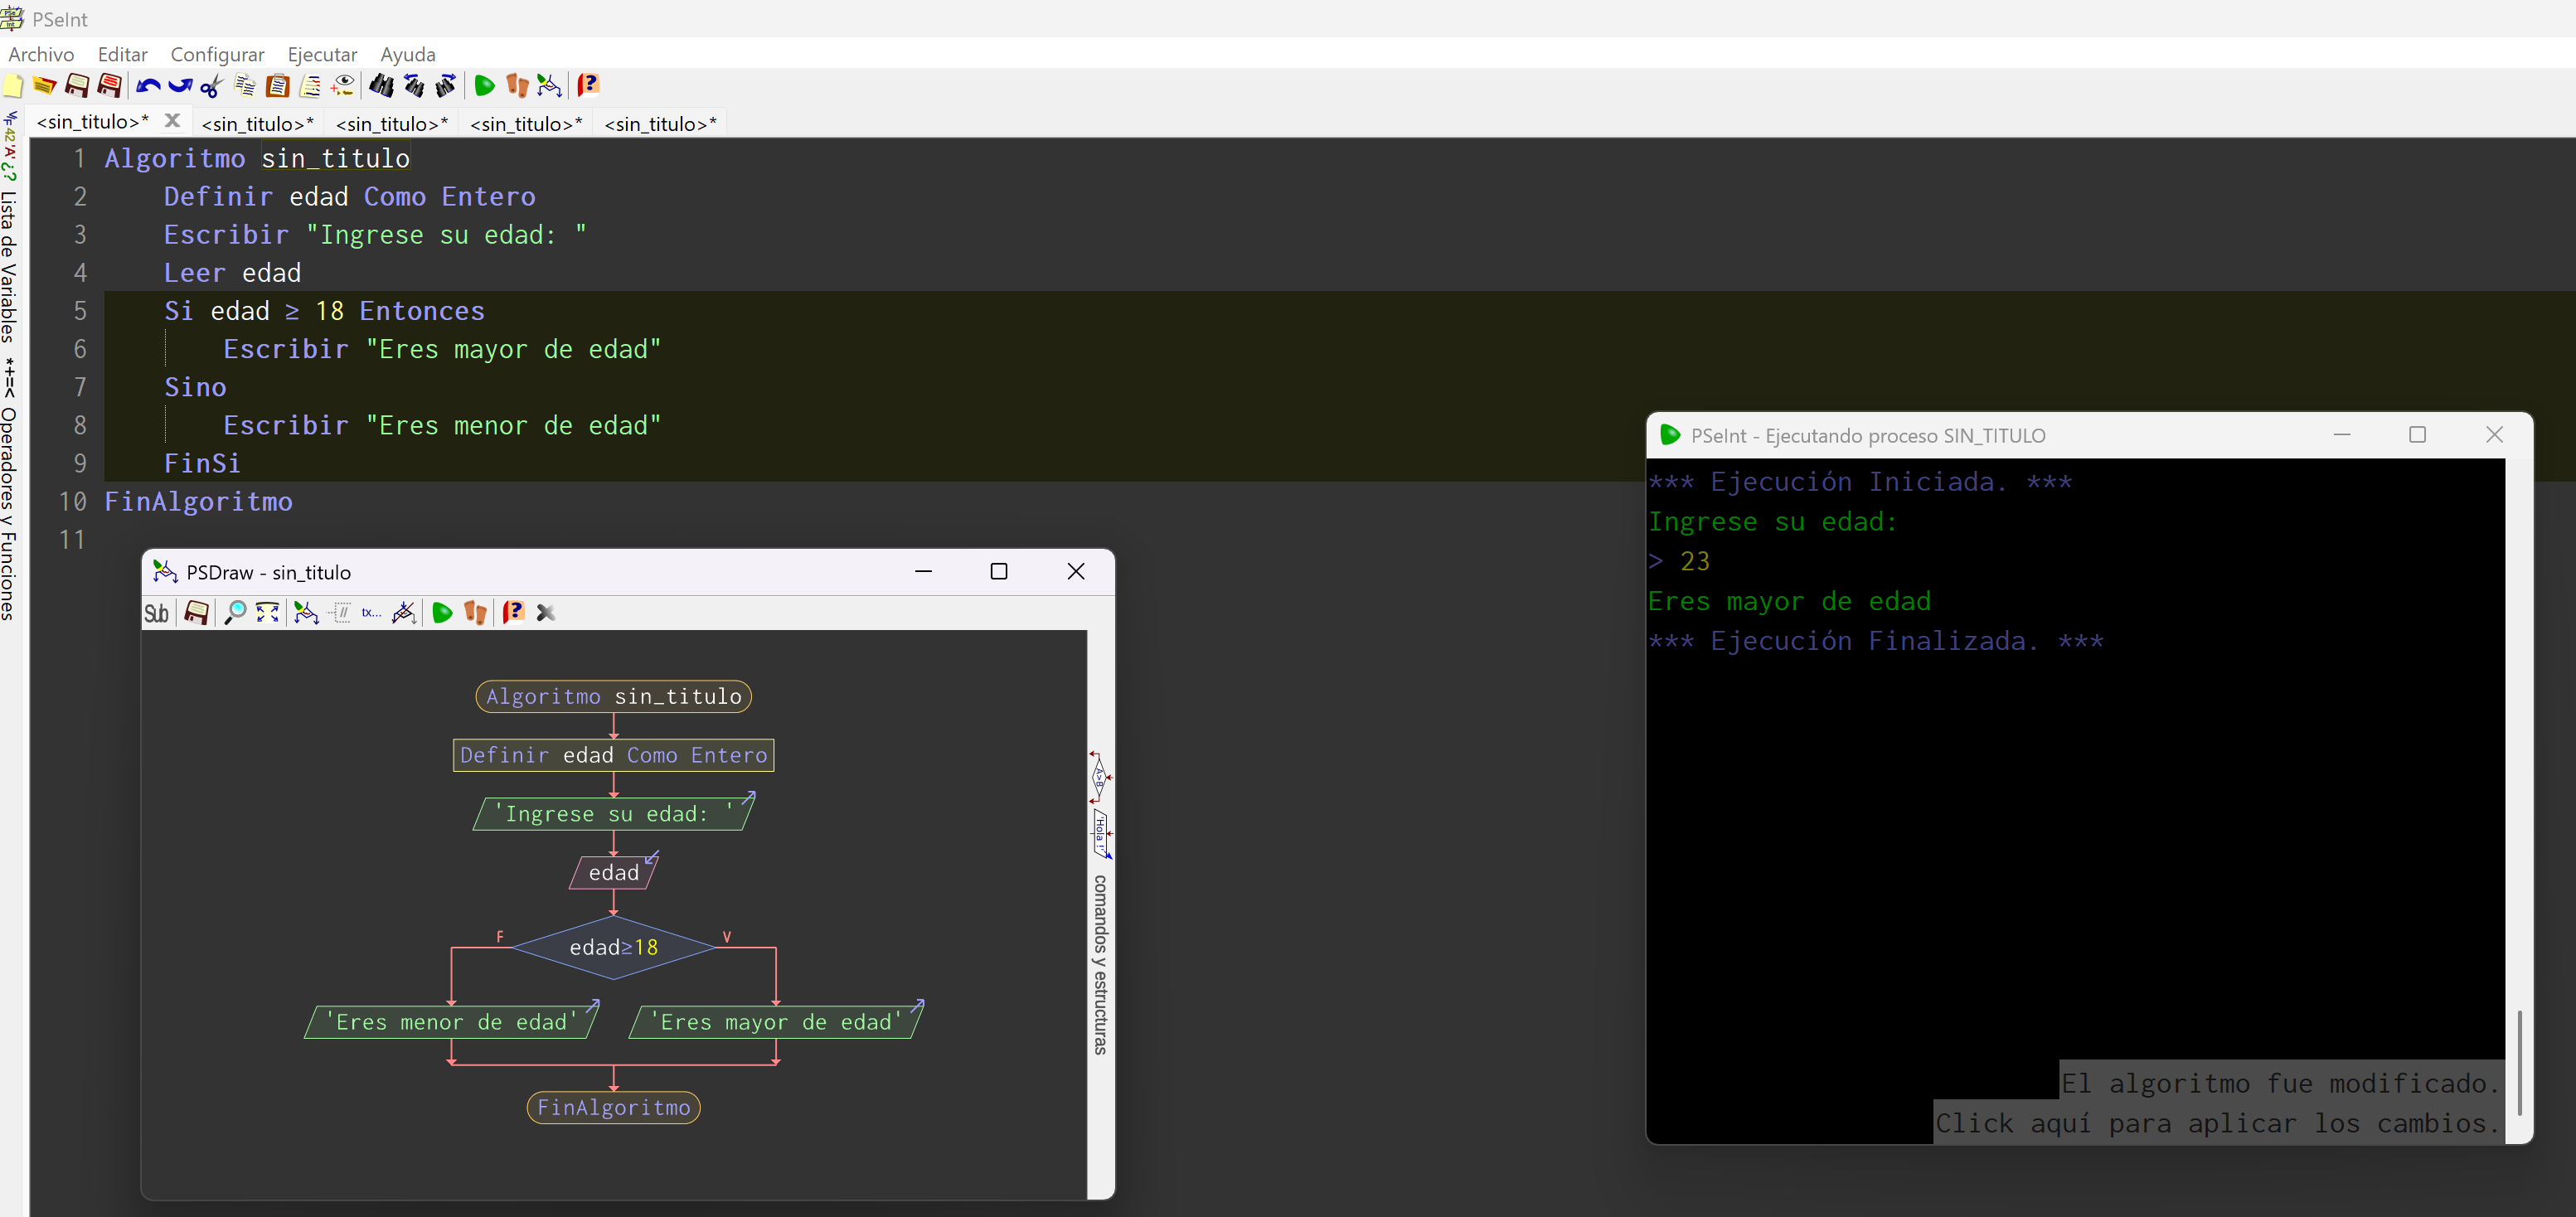 PSeInt
Archivo Editar Configurar Ejecutar Ayuda
<sin_titulo>* <sin_titulo>* <sin_titulo>* <sin_titulo>* <sin_titulo>*
1 Algoritmo sin_titulo
2 Definir edad Como Entero
3 Escribir "Ingrese su edad: "
4 Leer edad
5 Si edad ≥ 18 Entonces
6 Escribir "Eres mayor de edad"
7 Sino
8 Escribir "Eres menor de edad"
9 FinSi
10 FinAlgoritmo
11
42 'A' ¿? Lista de Variables
*+=< Operadores y Funciones
PSDraw - sin_titulo
Sub
tx...
Algoritmo sin_titulo
Definir edad Como Entero
'Ingrese su edad: '
edad
edad≥18
F
V
'Eres menor de edad' 'Eres mayor de edad'
FinAlgoritmo
A>B
'Hola !'
comandos y estructuras
PSeInt - Ejecutando proceso SIN_TITULO
*** Ejecución Iniciada. ***
Ingrese su edad:
> 23
Eres mayor de edad
*** Ejecución Finalizada. ***
El algoritmo fue modificado.
Click aquí para aplicar los cambios.